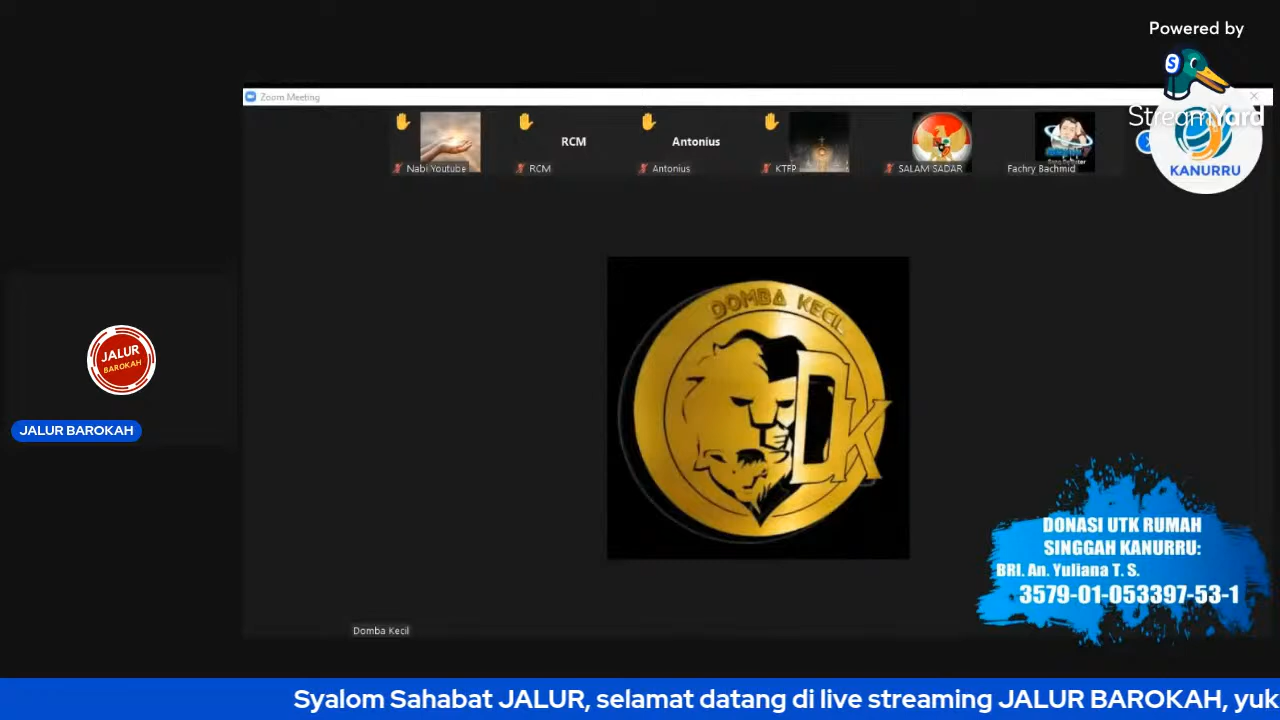 Powered by
StreamYard
Zoom Meeting
RCM
Antonius
Nabi Youtube
RCM
Antonius
KTFP
SALAM SADAR
Fachry Bachmid
KANURRU
DOMBA KECIL
DK
JALUR
BAROKAH
JALUR BAROKAH
DONASI UTK RUMAH
SINGGAH KANURRU:
BRI. An. Yuliana T. S.
3579-01-053397-53-1
Domba Kecil
Syalom Sahabat JALUR, selamat datang di live streaming JALUR BAROKAH, yuk